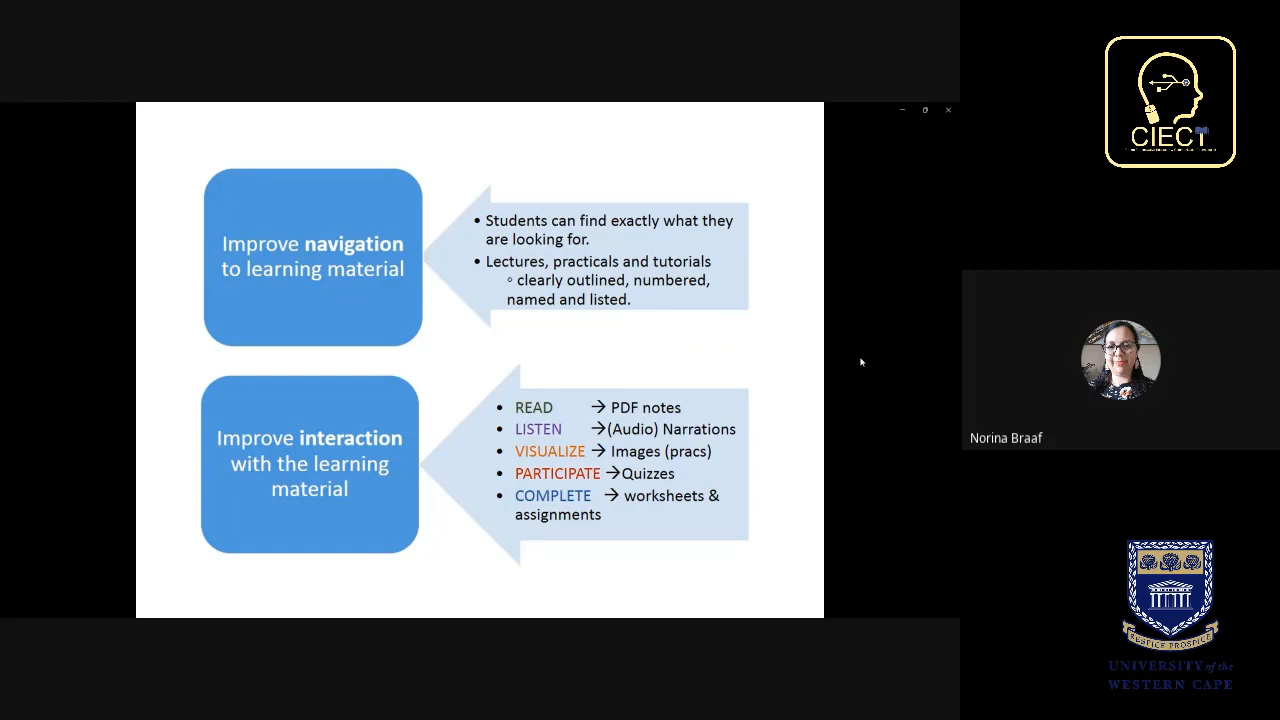 Improve navigation
to learning material
• Students can find exactly what they
are looking for.
• Lectures, practicals and tutorials
◦ clearly outlined, numbered,
named and listed.
Improve interaction
with the learning
material
• READ → PDF notes
• LISTEN →(Audio) Narrations
• VISUALIZE → Images (pracs)
• PARTICIPATE →Quizzes
• COMPLETE → worksheets &
assignments
CIECT
Norina Braaf
RESPICE PROSPICE
UNIVERSITY of the
WESTERN CAPE